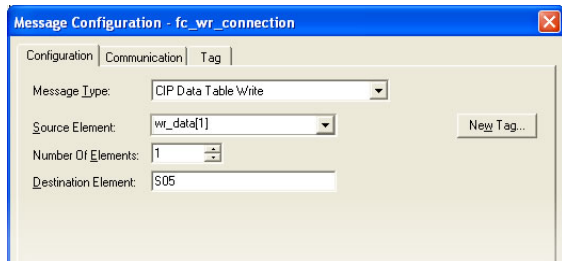 Message Configuration - fc_wr_connection
Configuration Communication Tag
Message Type: CIP Data Table Write
Source Element: wr_data[1] New Tag...
Number Of Elements: 1
Destination Element: S05